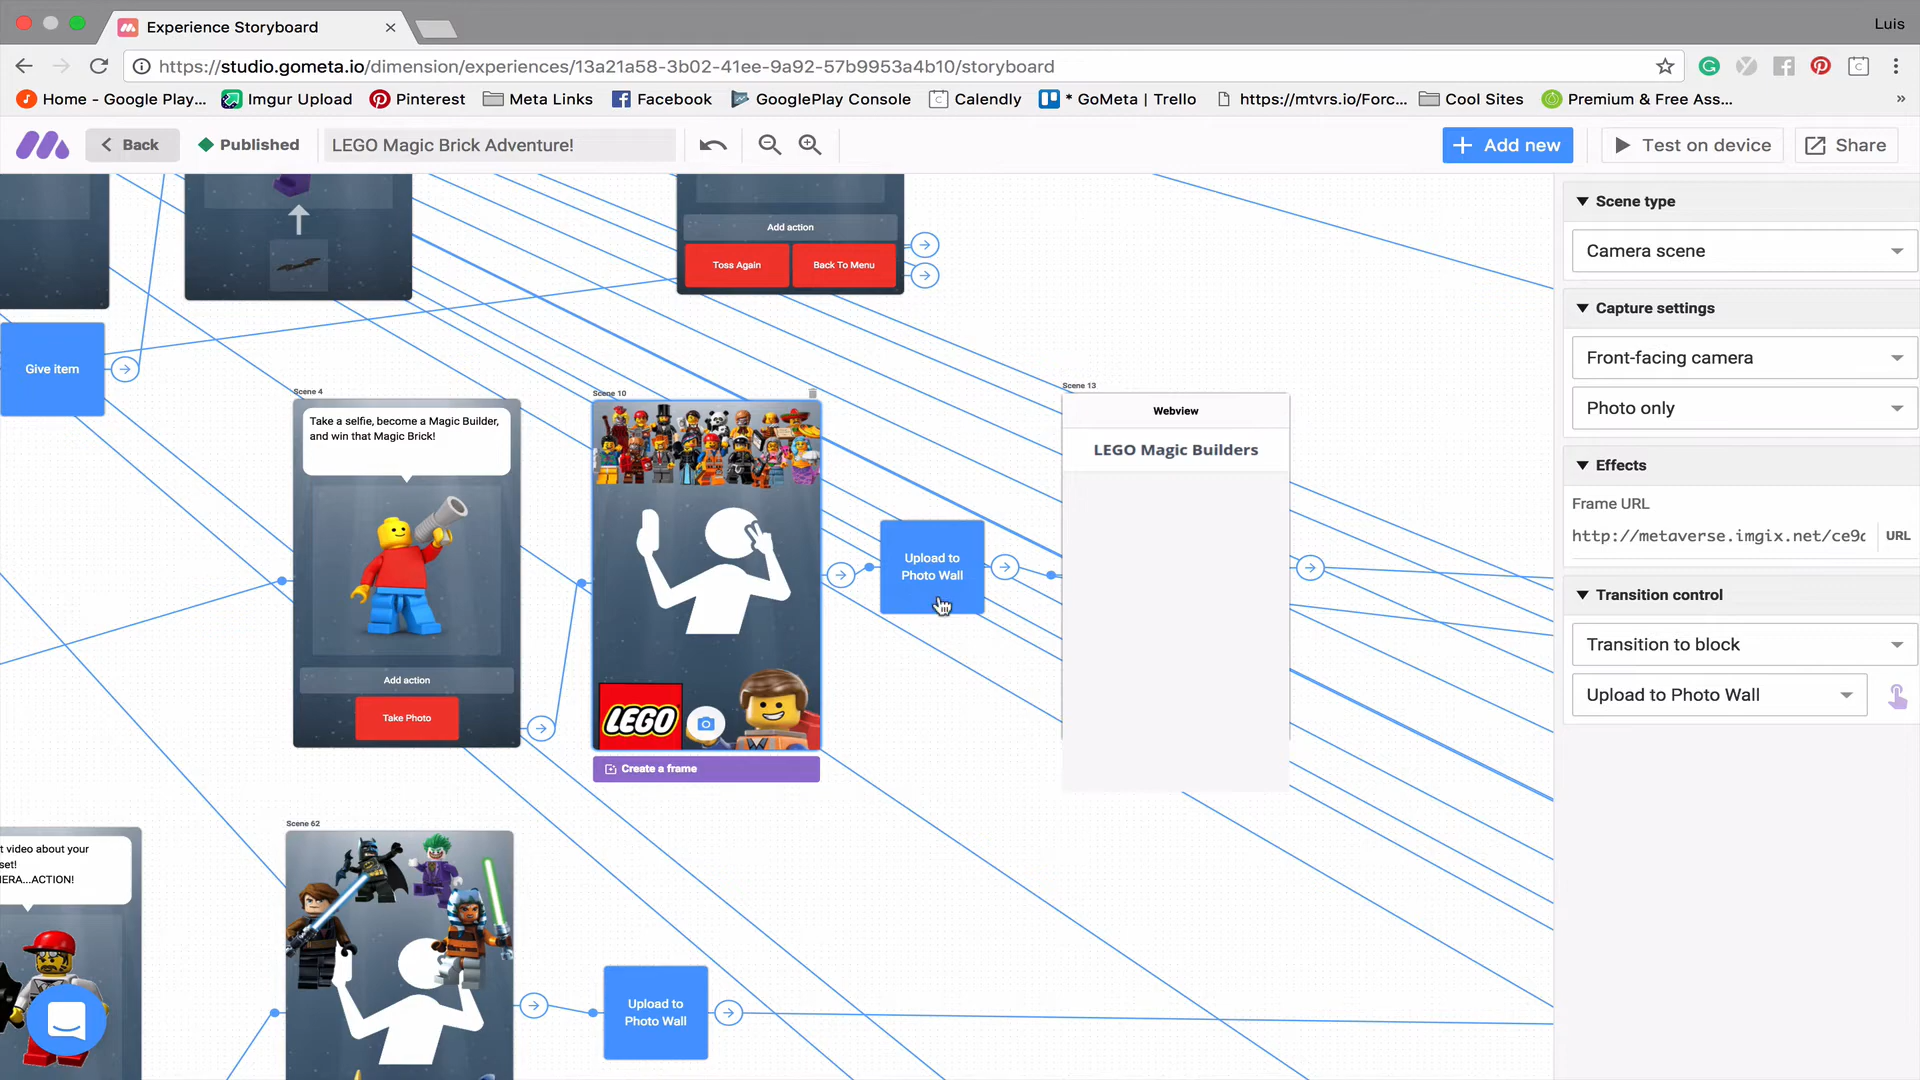 Experience Storyboard
Luis
https://studio.gometa.io/dimension/experiences/13a21a58-3b02-41ee-9a92-57b9953a4b10/storyboard
Home - Google Play...
Imgur Upload
Pinterest
Meta Links
Facebook
GooglePlay Console
Calendly
* GoMeta | Trello
https://mtvrs.io/Forc...
Cool Sites
Premium & Free Ass...
»
Back
Published
LEGO Magic Brick Adventure!
Add new
Test on device
Share
Add action
Toss Again
Back To Menu
Give item
Scene 4
Take a selfie, become a Magic Builder,
and win that Magic Brick!
Add action
Take Photo
Scene 10
LEGO
Create a frame
Upload to
Photo Wall
Scene 13
Webview
LEGO Magic Builders
Scene 62
Upload to
Photo Wall
t video about your
set!
ERA...ACTION!
Scene type
Camera scene
Capture settings
Front-facing camera
Photo only
Effects
Frame URL
http://metaverse.imgix.net/ce9c
URL
Transition control
Transition to block
Upload to Photo Wall